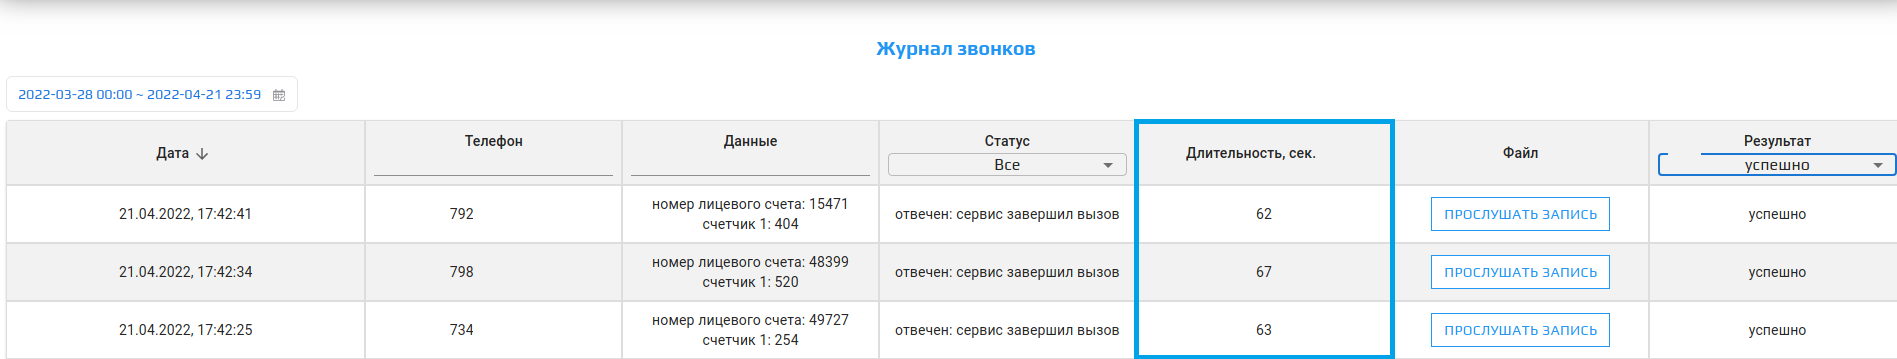 Журнал звонков
2022-03-28 00:00 ~ 2022-04-21 23:59
Дата Телефон Данные Статус Длительность, сек. Файл Результат
Все успешно
21.04.2022, 17:42:41 792 номер лицевого счета: 15471 отвечен: сервис завершил вызов 62 ПРОСЛУШАТЬ ЗАПИСЬ успешно
счетчик 1: 404
21.04.2022, 17:42:34 798 номер лицевого счета: 48399 отвечен: сервис завершил вызов 67 ПРОСЛУШАТЬ ЗАПИСЬ успешно
счетчик 1: 520
21.04.2022, 17:42:25 734 номер лицевого счета: 49727 отвечен: сервис завершил вызов 63 ПРОСЛУШАТЬ ЗАПИСЬ успешно
счетчик 1: 254